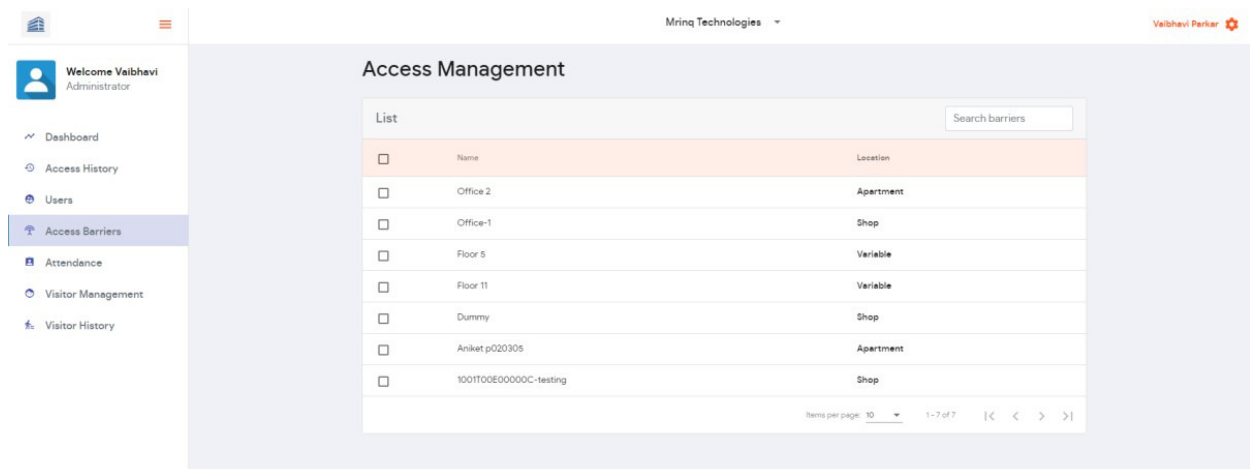 Mrinq Technologies
Vaibhavi Parkar
Welcome Vaibhavi
Administrator
Dashboard
Access History
Users
Access Barriers
Attendance
Visitor Management
Visitor History
Access Management
List
Search barriers
Name Location
Office 2 Apartment
Office-1 Shop
Floor 5 Variable
Floor 11 Variable
Dummy Shop
Aniket p020305 Apartment
1001T00E00000C-testing Shop
Items per page: 10 1 - 7 of 7